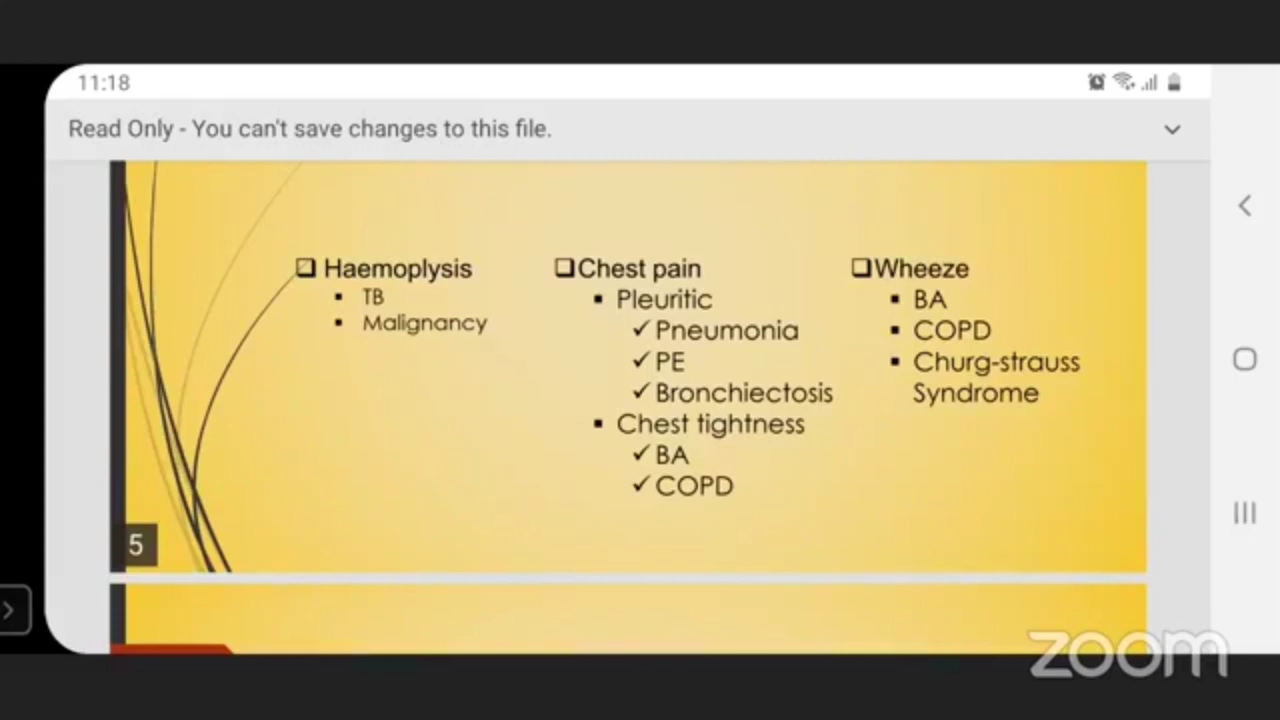 11:18
Read Only - You can't save changes to this file.
Haemoplysis
TB
Malignancy
Chest pain
Pleuritic
Pneumonia
PE
Bronchiectosis
Chest tightness
BA
COPD
Wheeze
BA
COPD
Churg-strauss
Syndrome
5
zoom